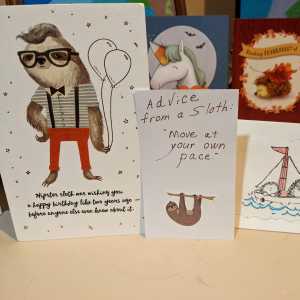 Hipster sloth was wishing you
a happy birthday like two years ago
before anyone else even knew about it.
Advice
from a Sloth:
"Move at
your own
pace"